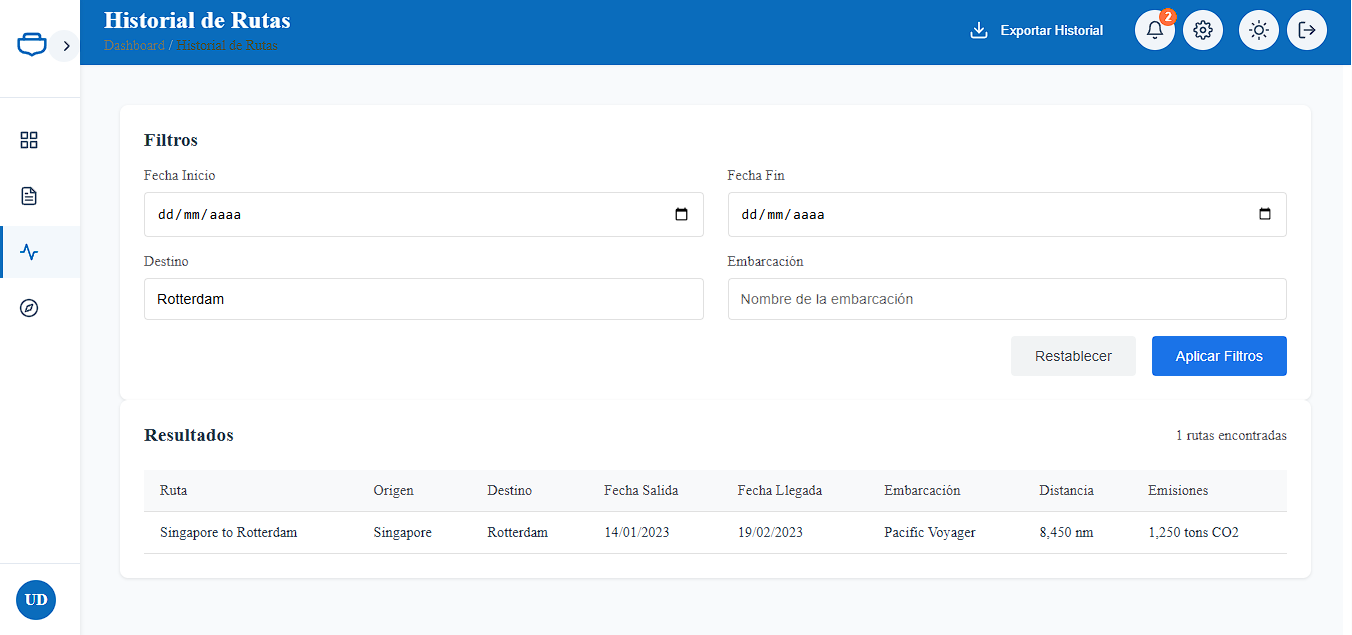 Historial de Rutas
Dashboard / Historial de Rutas
Exportar Historial
2
Filtros
Fecha Inicio
Fecha Fin
dd/mm/aaaa
dd/mm/aaaa
Destino
Embarcación
Rotterdam
Nombre de la embarcación
Restablecer
Aplicar Filtros
Resultados
1 rutas encontradas
Ruta Origen Destino Fecha Salida Fecha Llegada Embarcación Distancia Emisiones
Singapore to Rotterdam Singapore Rotterdam 14/01/2023 19/02/2023 Pacific Voyager 8,450 nm 1,250 tons CO2
UD